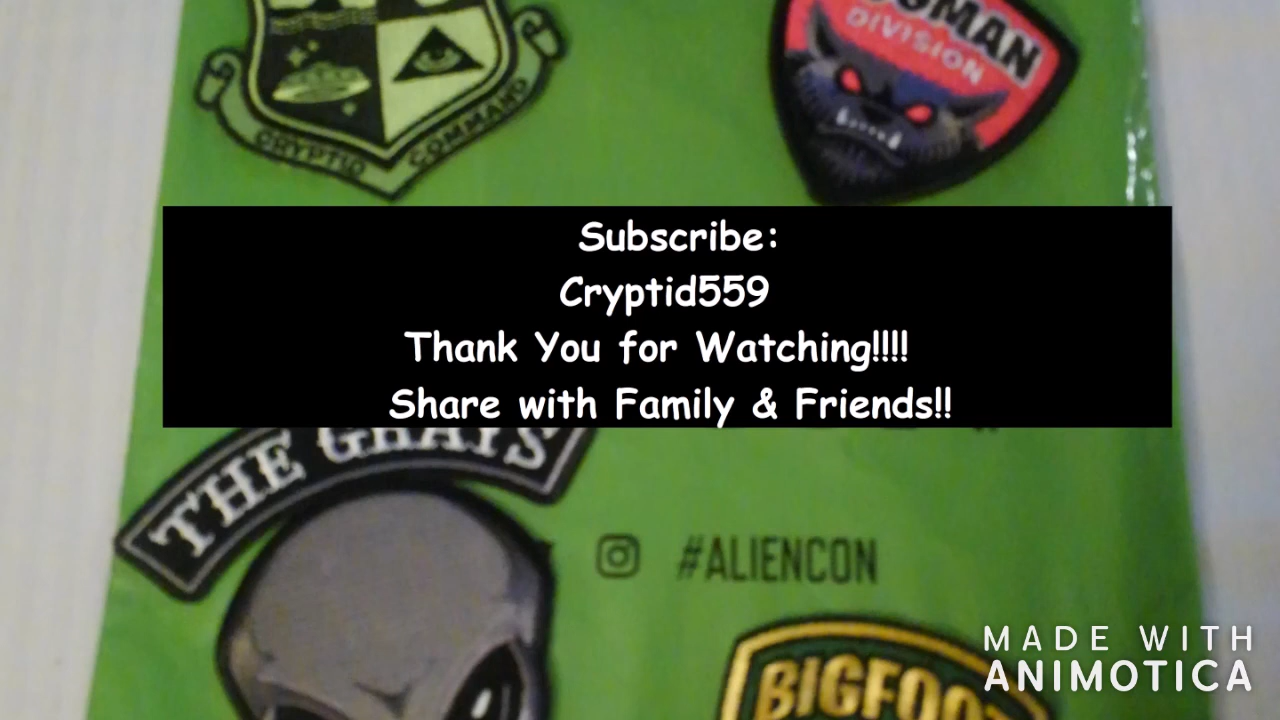 DIVISION
CRYPTID COMMAND
Subscribe:
Cryptid559
Thank You for Watching!!!!
Share with Family & Friends!!
THE GRAYS
#ALIENCON
BIGFOOT
MADE WITH
ANIMOTICA